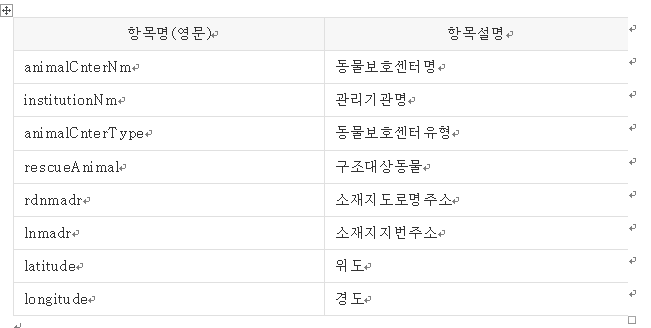 항목명(영문) 항목설명
animalCnterNm 동물보호센터명
institutionNm 관리기관명
animalCnterType 동물보호센터유형
rescueAnimal 구조대상동물
rdnmadr 소재지도로명주소
lnmadr 소재지지번주소
latitude 위도
longitude 경도